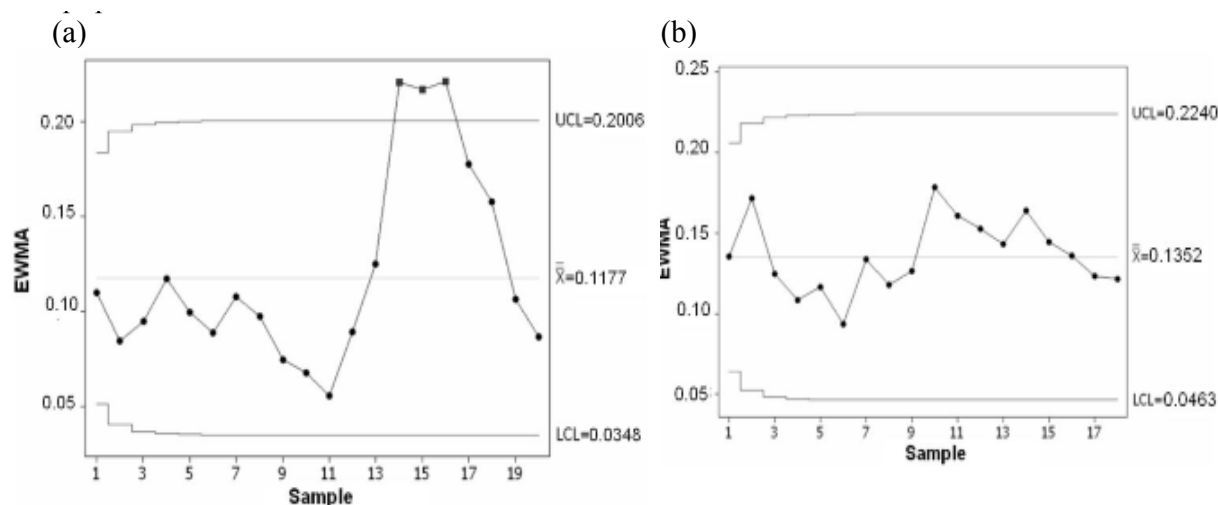 (a)
(b)
0.20
0.15
0.10
0.05
EWMA
UCL=0.2006
X̿=0.1177
LCL=0.0348
1 3 5 7 9 11 13 15 17 19
Sample
0.25
0.20
0.15
0.10
0.05
EWMA
UCL=0.2240
X̿=0.1352
LCL=0.0463
1 3 5 7 9 11 13 15 17
Sample